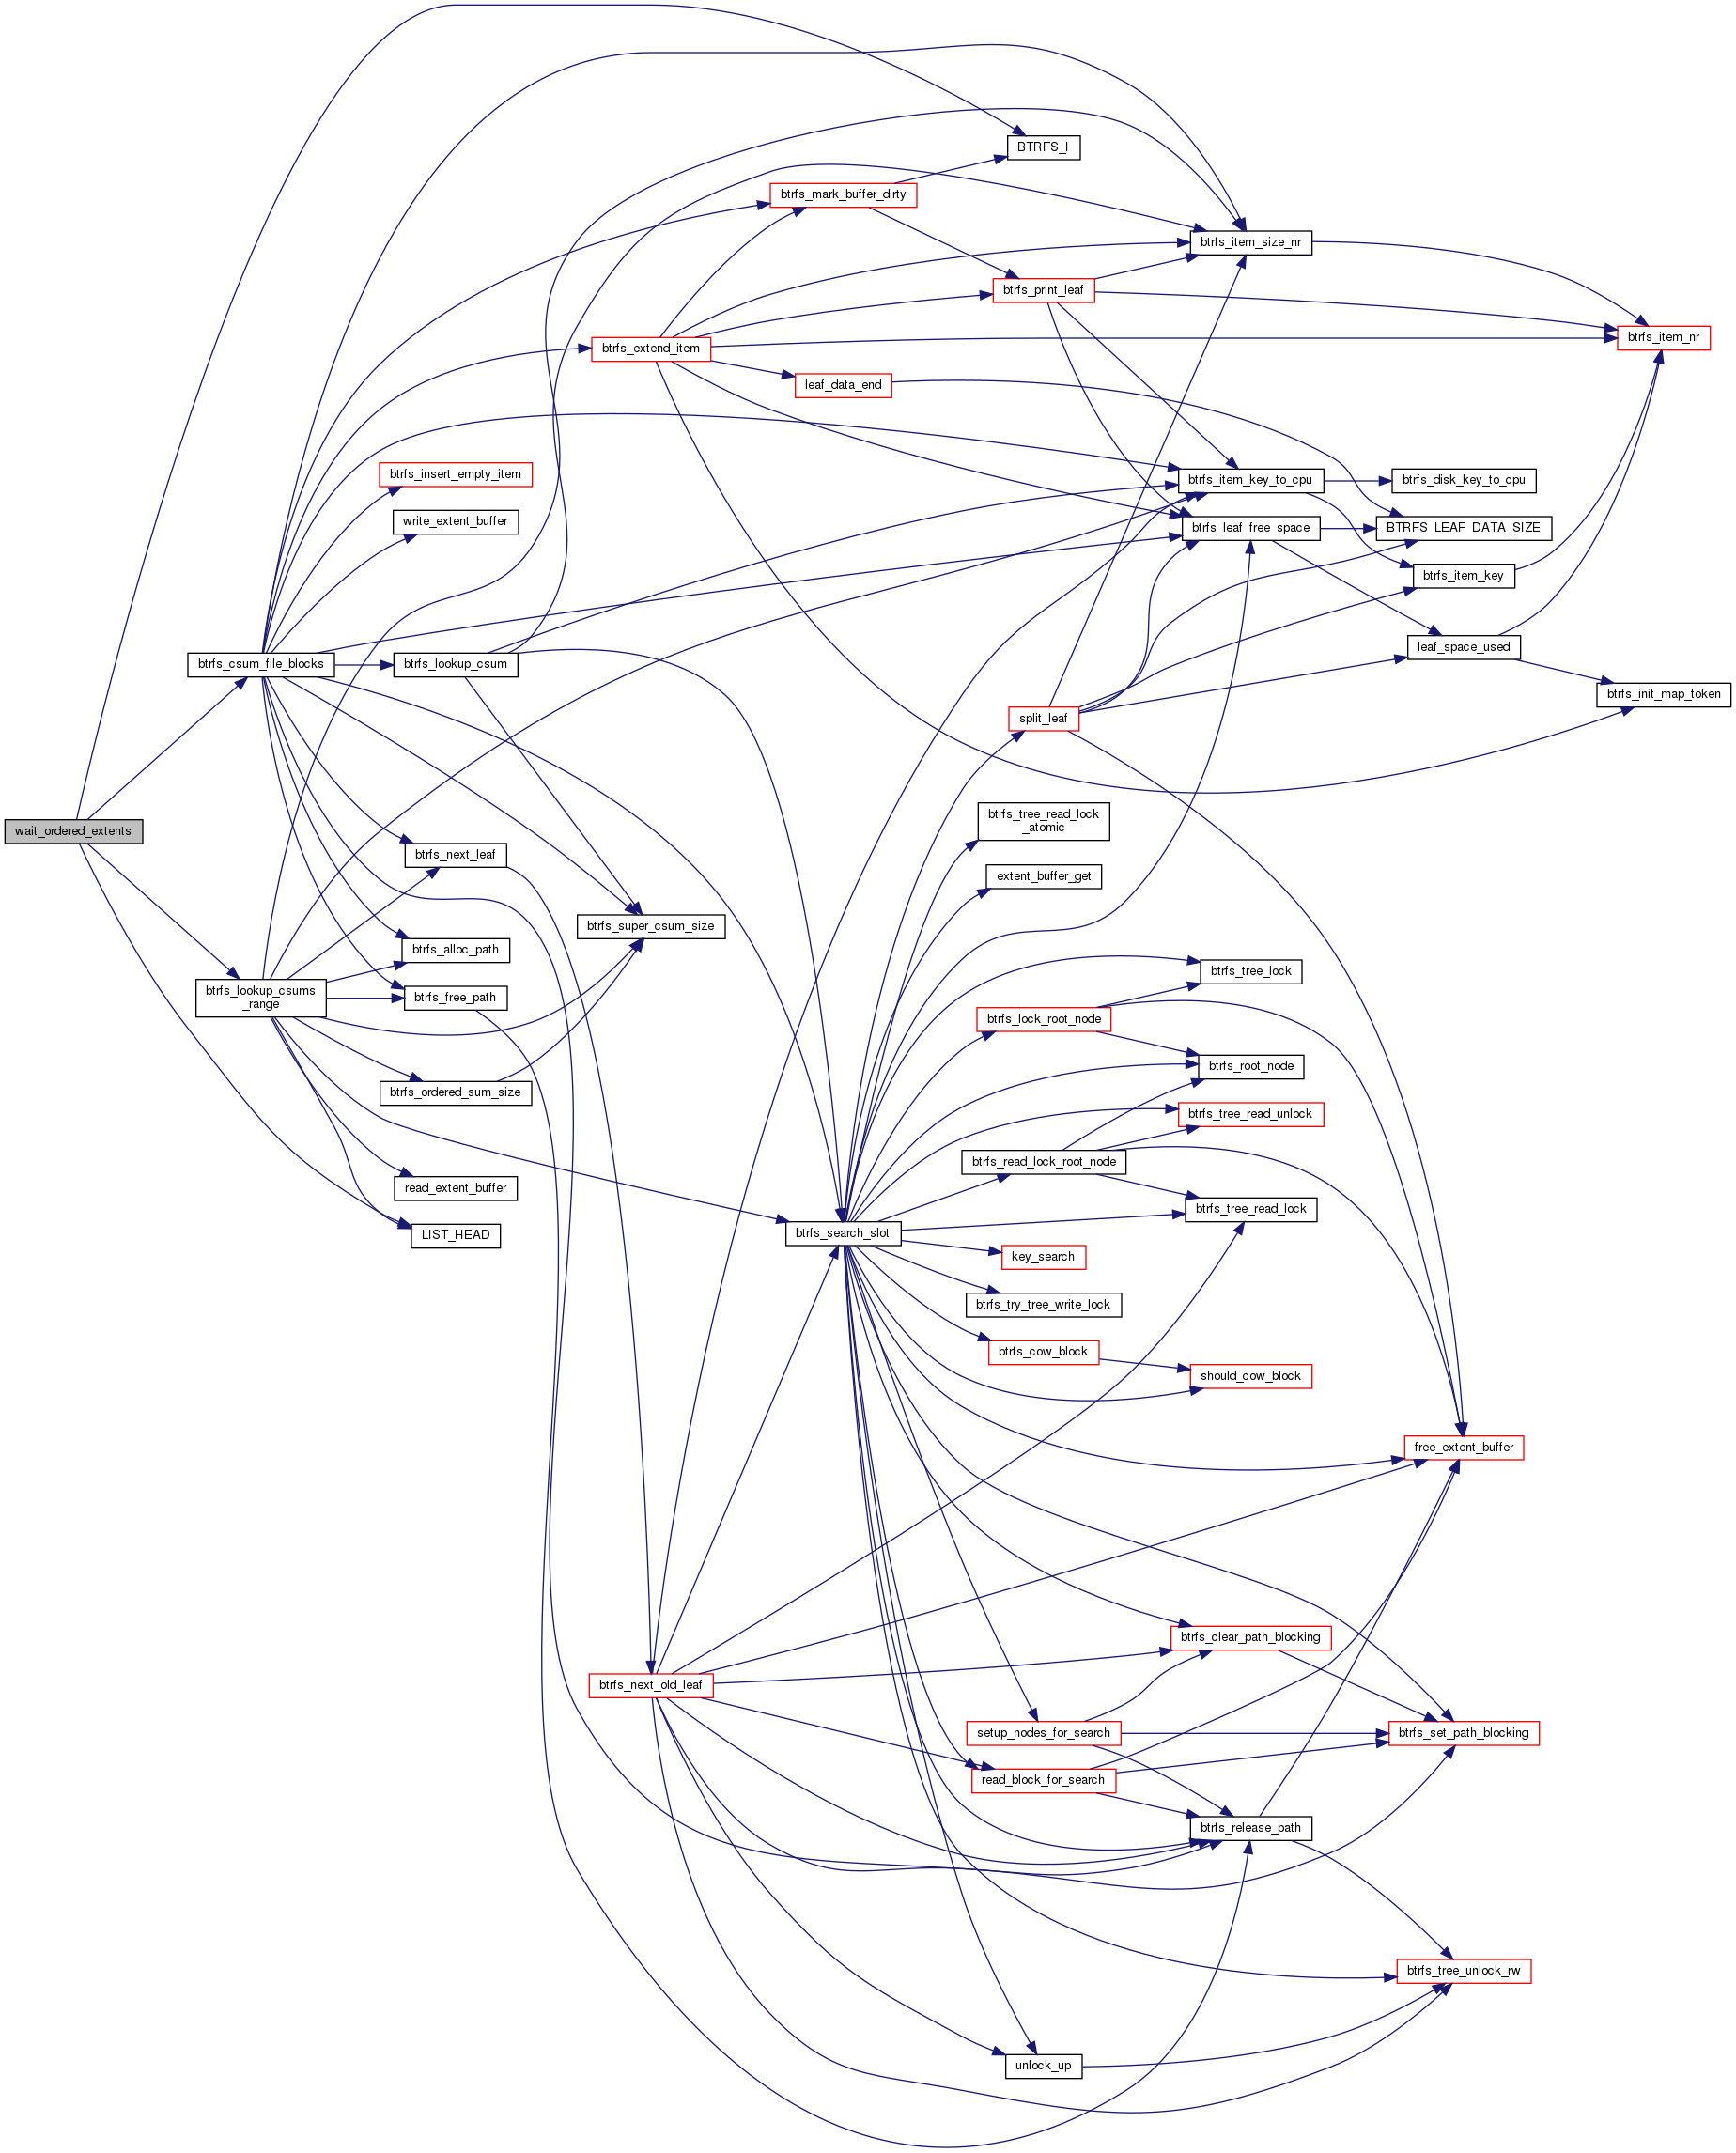 BTRFS_I
btrfs_mark_buffer_dirty
btrfs_item_size_nr
btrfs_print_leaf
btrfs_item_nr
btrfs_extend_item
leaf_data_end
btrfs_insert_empty_item
btrfs_item_key_to_cpu
btrfs_disk_key_to_cpu
write_extent_buffer
btrfs_leaf_free_space
BTRFS_LEAF_DATA_SIZE
btrfs_item_key
leaf_space_used
btrfs_csum_file_blocks
btrfs_lookup_csum
btrfs_init_map_token
split_leaf
btrfs_tree_read_lock
_atomic
wait_ordered_extents
btrfs_next_leaf
extent_buffer_get
btrfs_super_csum_size
btrfs_alloc_path
btrfs_tree_lock
btrfs_lookup_csums
_range
btrfs_free_path
btrfs_lock_root_node
btrfs_root_node
btrfs_ordered_sum_size
btrfs_tree_read_unlock
btrfs_read_lock_root_node
read_extent_buffer
btrfs_tree_read_lock
LIST_HEAD
btrfs_search_slot
key_search
btrfs_try_tree_write_lock
btrfs_cow_block
should_cow_block
free_extent_buffer
btrfs_clear_path_blocking
btrfs_next_old_leaf
setup_nodes_for_search
btrfs_set_path_blocking
read_block_for_search
btrfs_release_path
btrfs_tree_unlock_rw
unlock_up